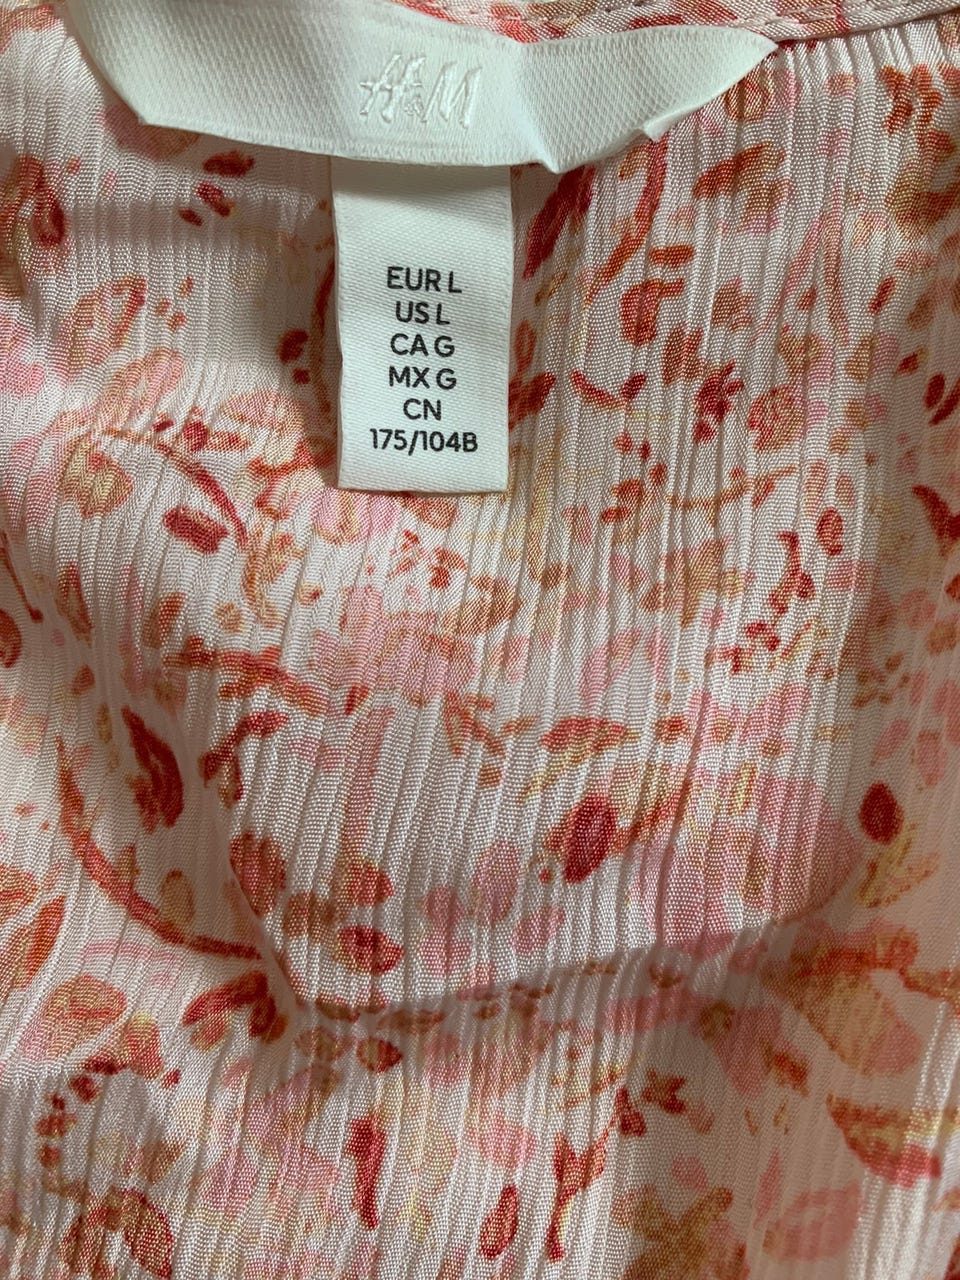 H&M
EUR L
US L
CA G
MX G
CN
175/104B